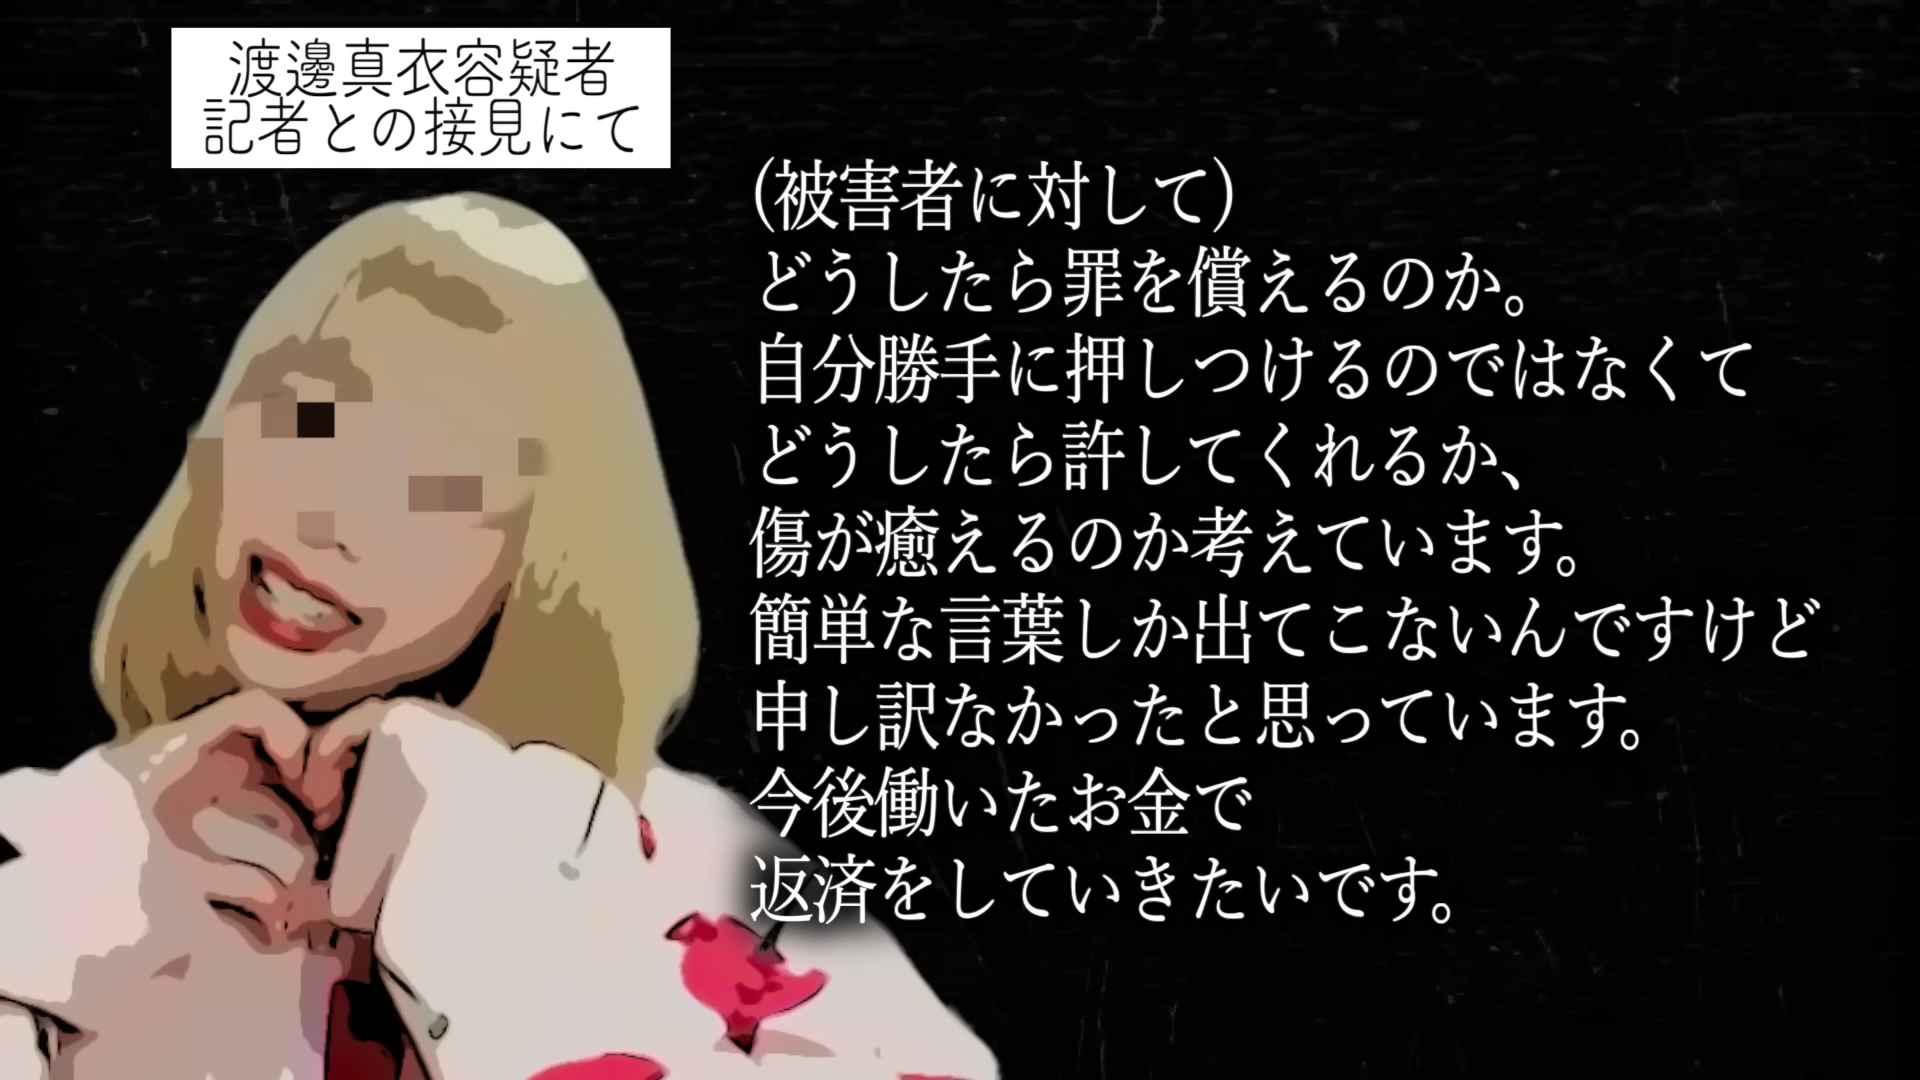 渡邊真衣容疑者
記者との接見にて
(被害者に対して)
どうしたら罪を償えるのか。
自分勝手に押しつけるのではなくて
どうしたら許してくれるか、
傷が癒えるのか考えています。
簡単な言葉しか出てこないんですけど
申し訳なかったと思っています。
今後働いたお金で
返済をしていきたいです。